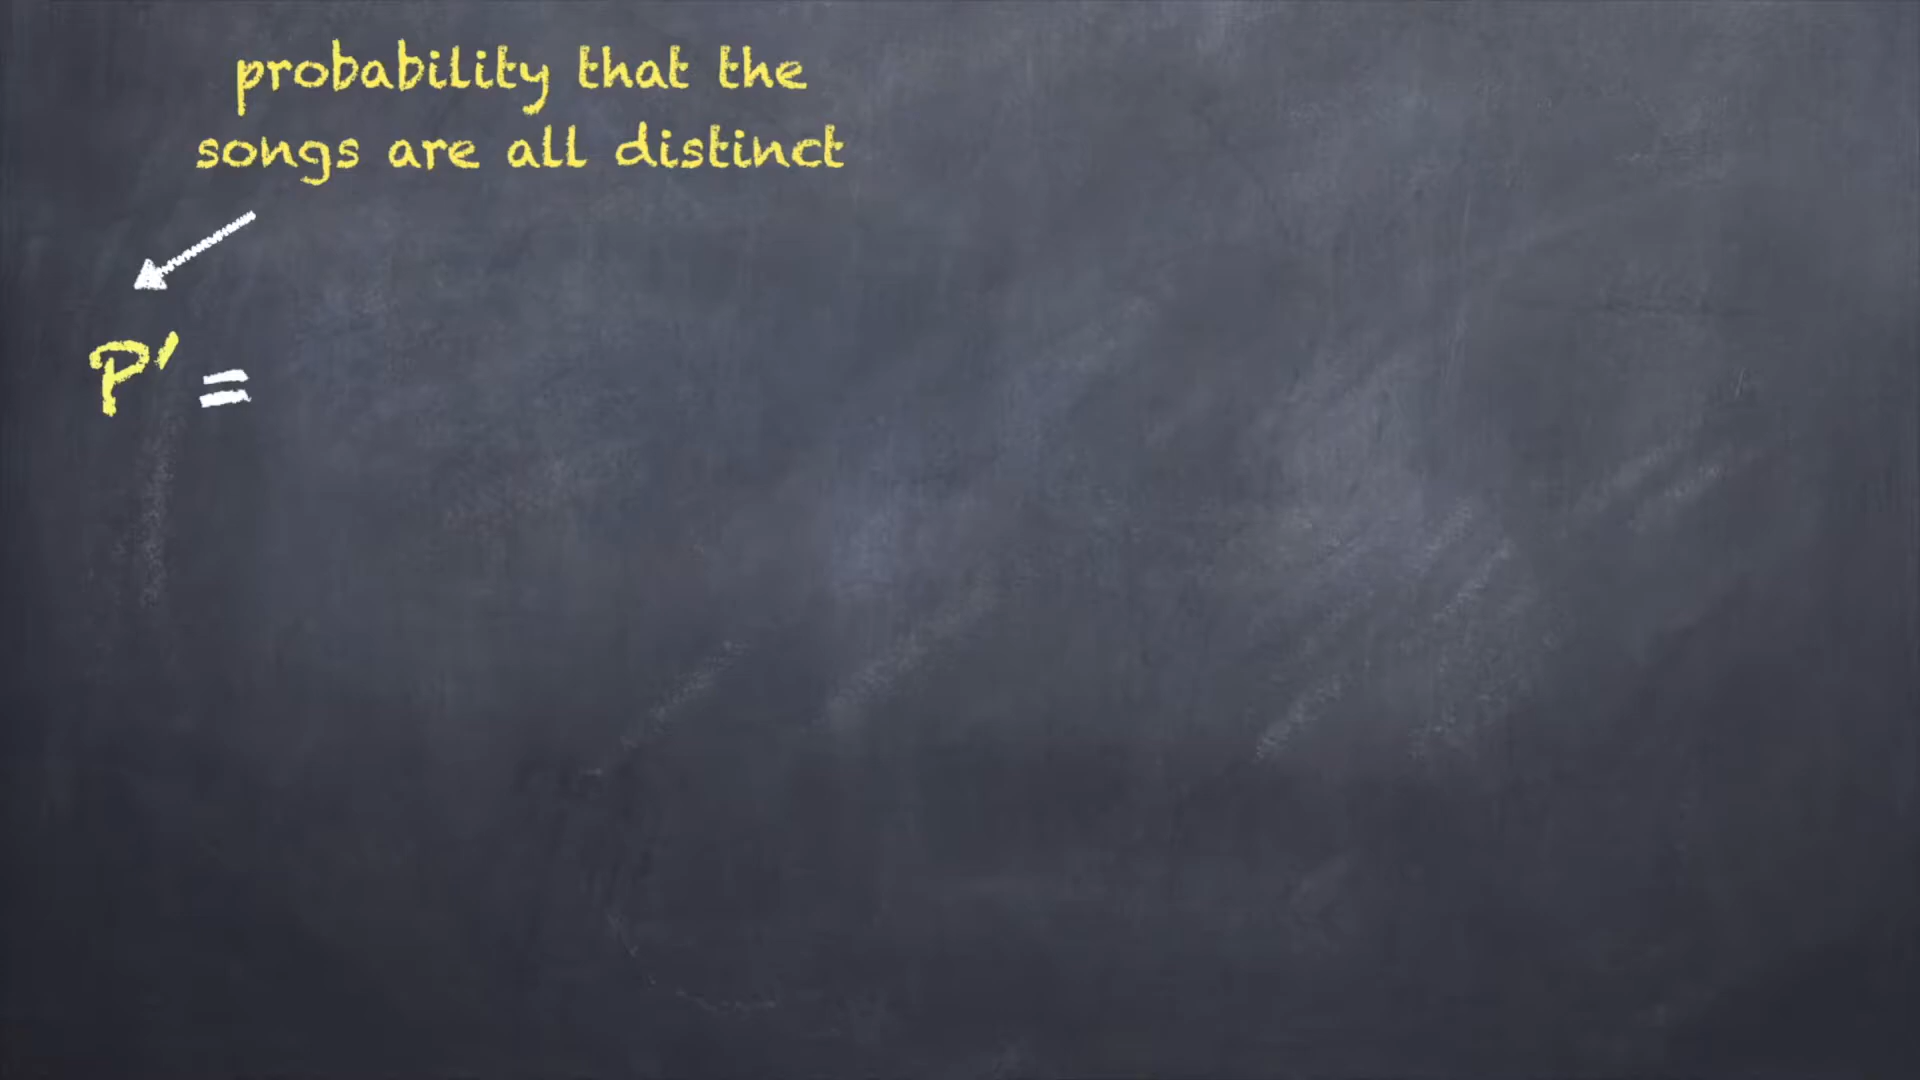 probability that the
songs are all distinct
P' =